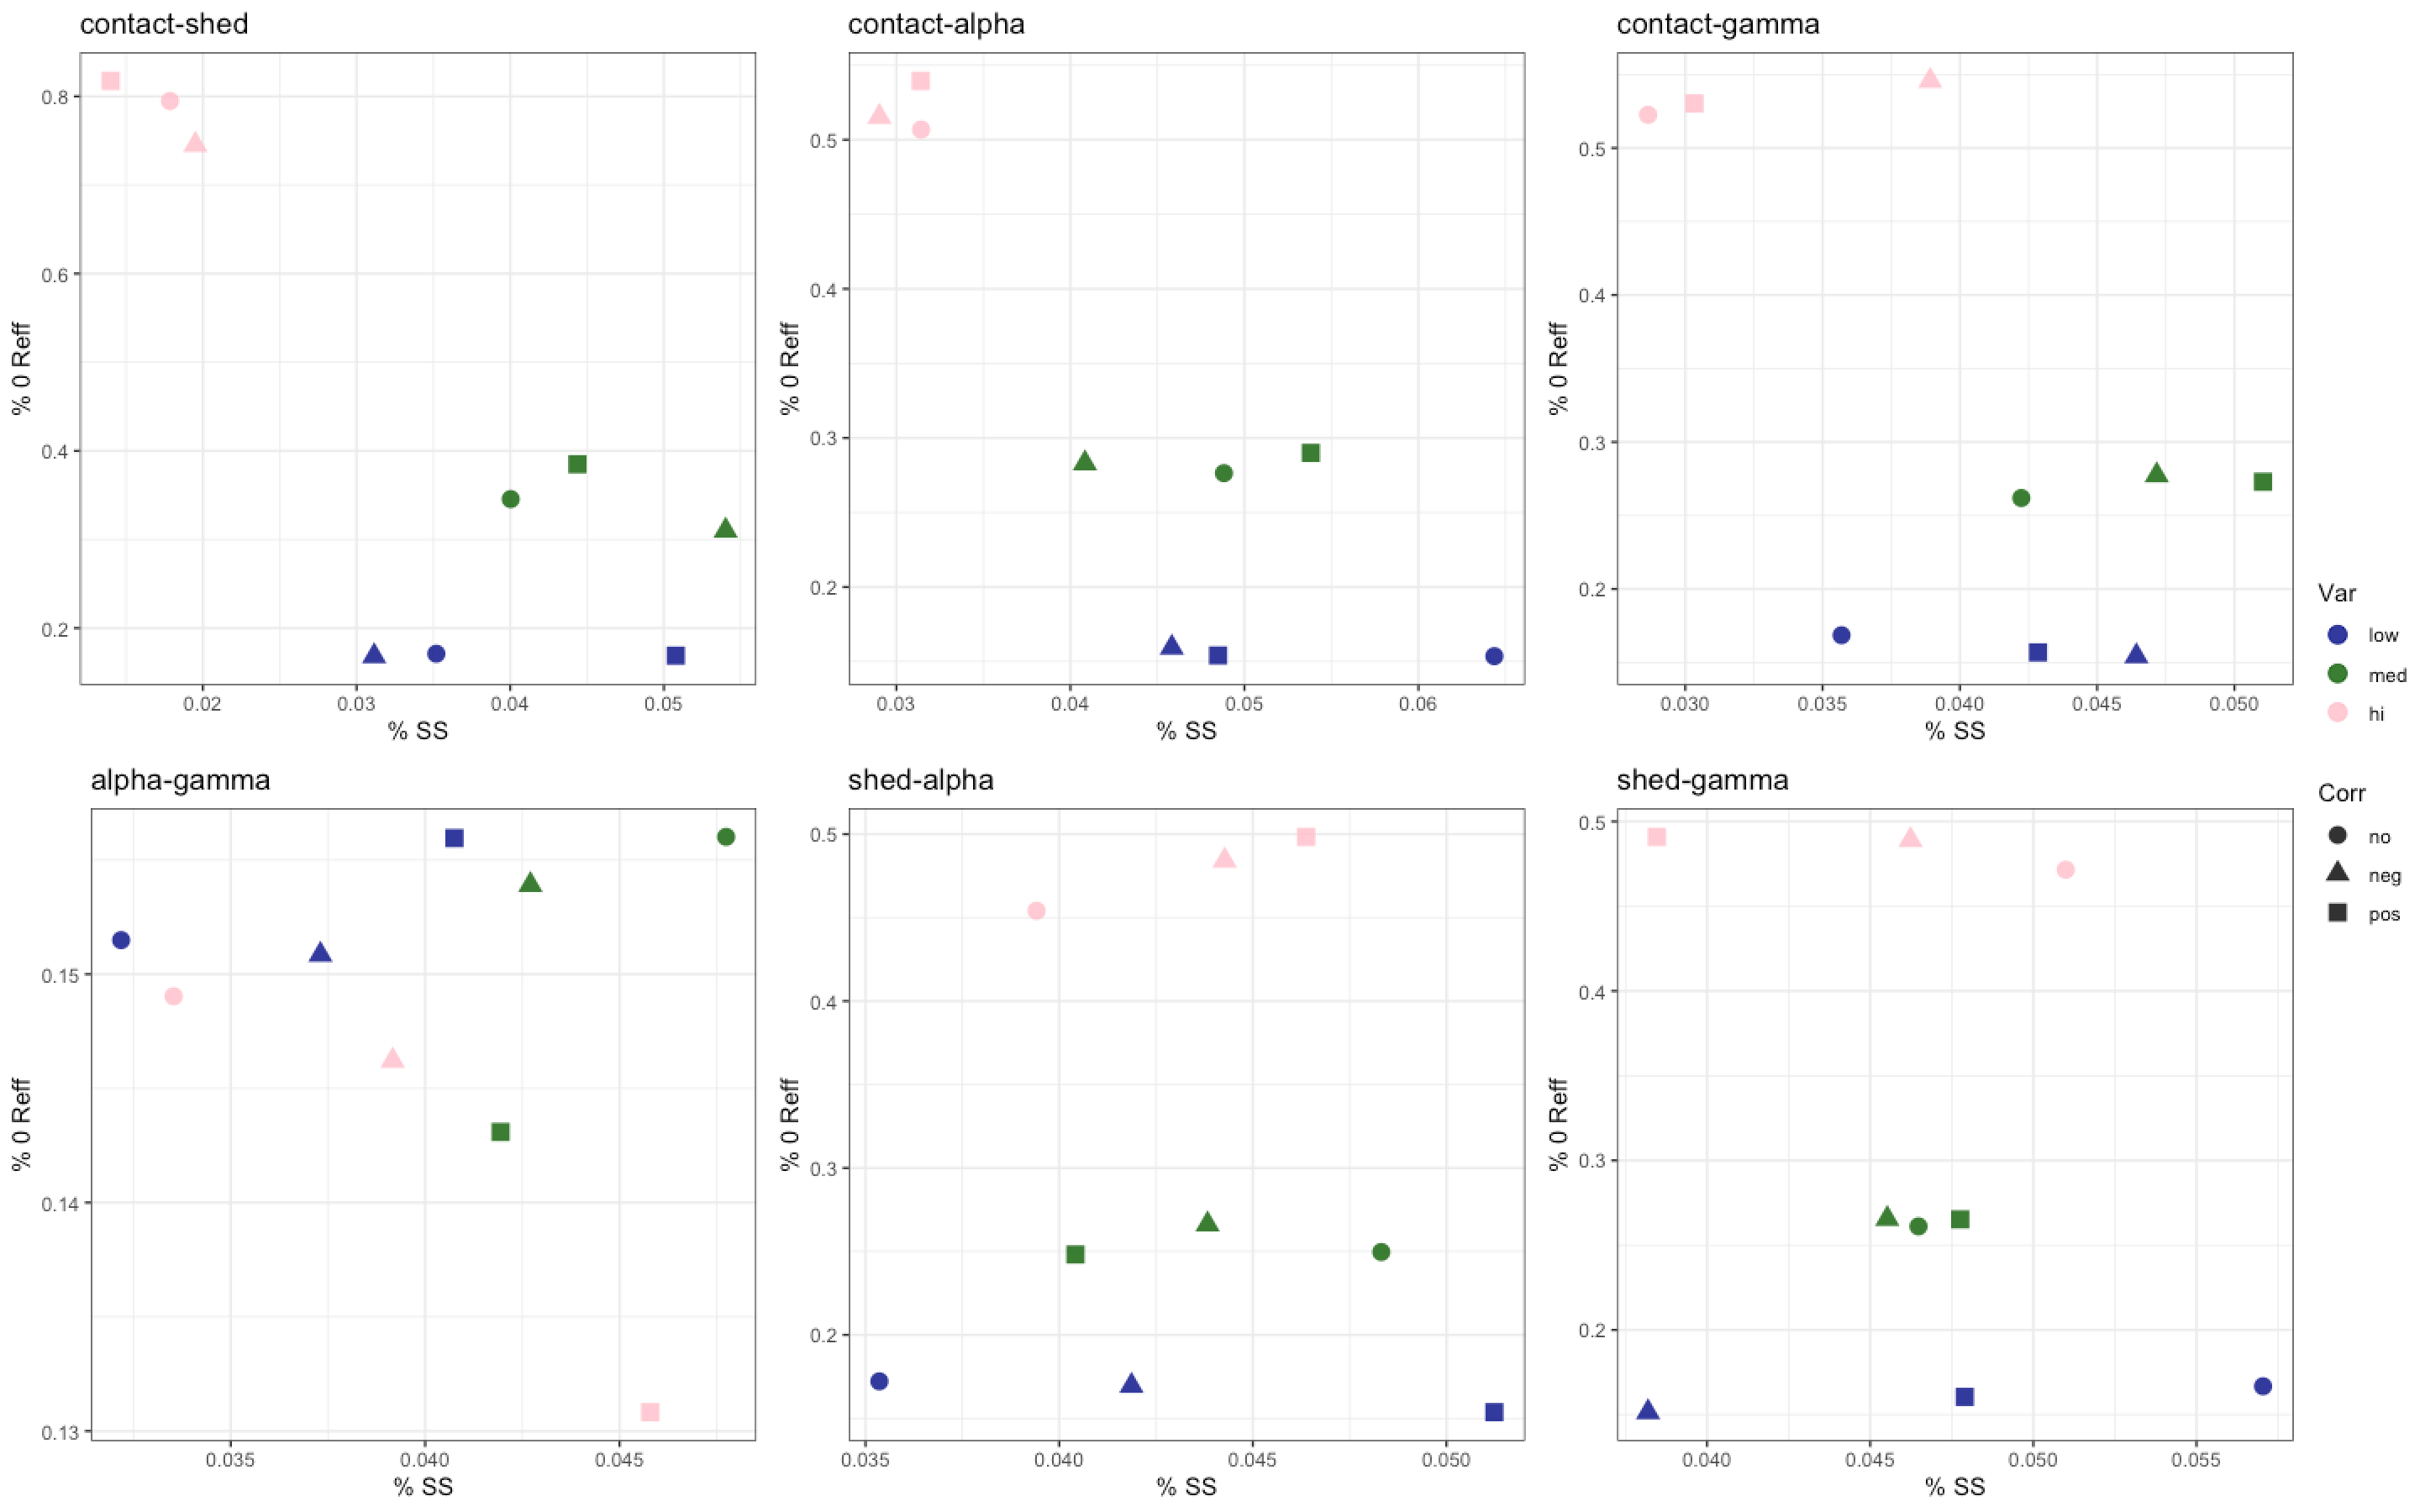 contact-shed
0.8
0.6
0.4
0.2
% 0 Reff
0.02 0.03 0.04 0.05
% SS
contact-alpha
0.5
0.4
0.3
0.2
% 0 Reff
0.03 0.04 0.05 0.06
% SS
contact-gamma
0.5
0.4
0.3
0.2
% 0 Reff
0.030 0.035 0.040 0.045 0.050
% SS
alpha-gamma
0.15
0.14
0.13
% 0 Reff
0.035 0.040 0.045
% SS
shed-alpha
0.5
0.4
0.3
0.2
% 0 Reff
0.035 0.040 0.045 0.050
% SS
shed-gamma
0.5
0.4
0.3
0.2
% 0 Reff
0.040 0.045 0.050 0.055
% SS
Var
low
med
hi
Corr
no
neg
pos